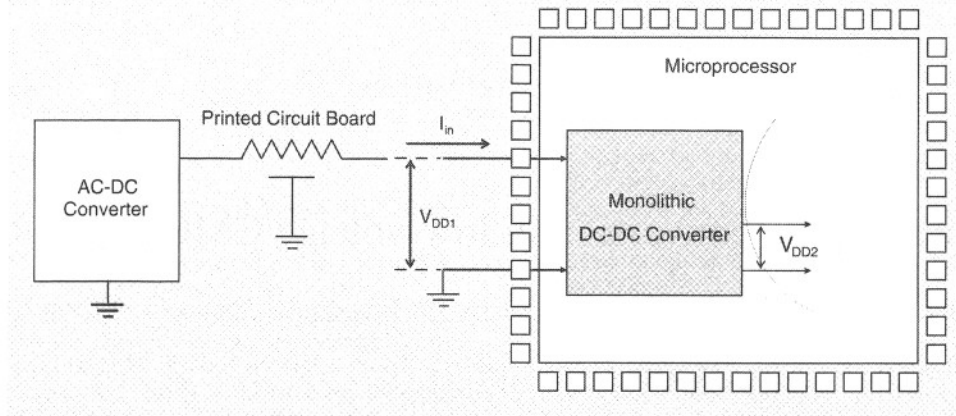 Microprocessor
Printed Circuit Board
I_in
AC-DC
Converter
V_DD1
Monolithic
DC-DC Converter
V_DD2